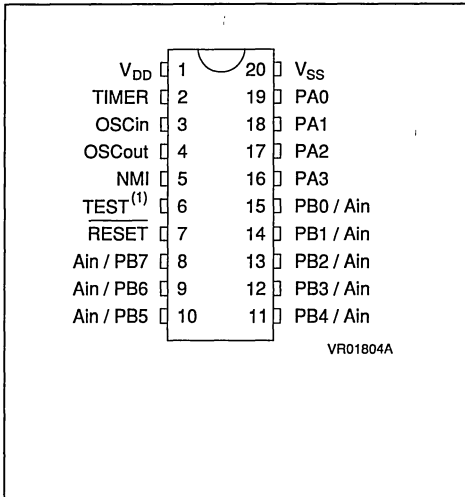 V_DD 1 20 V_SS
TIMER 2 19 PA0
OSCin 3 18 PA1
OSCout 4 17 PA2
NMI 5 16 PA3
TEST(1) 6 15 PB0 / Ain
RESET 7 14 PB1 / Ain
Ain / PB7 8 13 PB2 / Ain
Ain / PB6 9 12 PB3 / Ain
Ain / PB5 10 11 PB4 / Ain
VR01804A